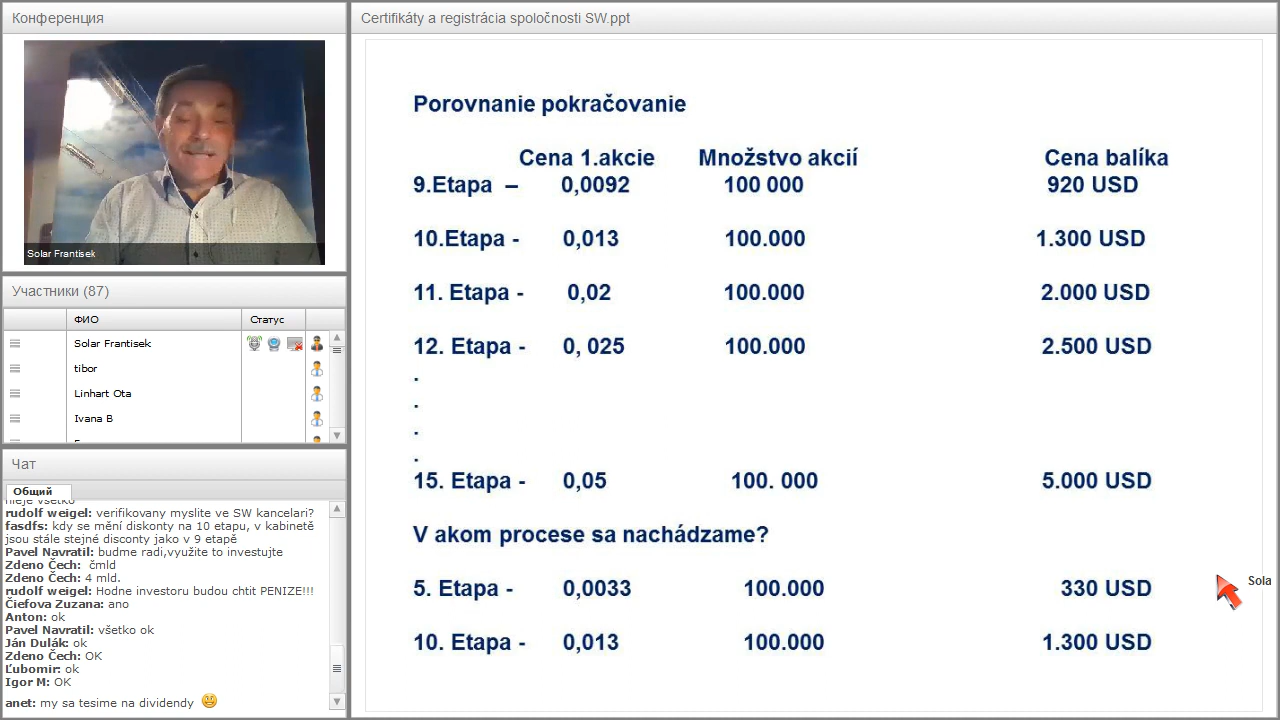 Конференция
Solar Frantisek
Участники (87)
ФИО Статус
Solar Frantisek
tibor
Linhart Ota
Ivana B
Чат
Общий
rudolf weigel: verifikovany myslite ve SW kancelari?
fasdfs: kdy se mění diskonty na 10 etapu, v kabinetě
jsou stále stejné disconty jako v 9 etapě
Pavel Navratil: budme radi,využite to investujte
Zdeno Čech: čmld
Zdeno Čech: 4 mld.
rudolf weigel: Hodne investoru budou chtit PENIZE!!!
Čiefova Zuzana: ano
Anton: ok
Pavel Navratil: všetko ok
Ján Dulák: ok
Zdeno Čech: OK
Ľubomir: ok
Igor M: OK
anet: my sa tesime na dividendy
Certifikáty a registrácia spoločnosti SW.ppt
Porovnanie pokračovanie
Cena 1.akcie Množstvo akcií Cena balíka
9.Etapa – 0,0092 100 000 920 USD
10.Etapa - 0,013 100.000 1.300 USD
11. Etapa - 0,02 100.000 2.000 USD
12. Etapa - 0, 025 100.000 2.500 USD
.
.
.
.
15. Etapa - 0,05 100. 000 5.000 USD
V akom procese sa nachádzame?
5. Etapa - 0,0033 100.000 330 USD
10. Etapa - 0,013 100.000 1.300 USD
Sola